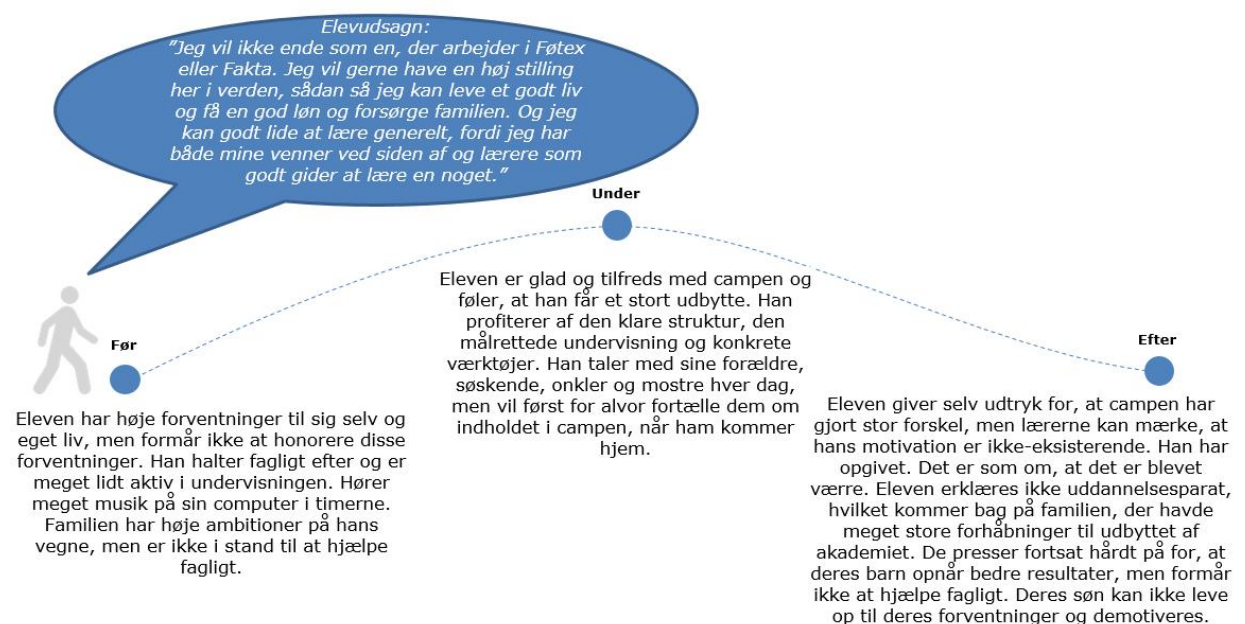 Elevudsagn:
"Jeg vil ikke ende som en, der arbejder i Føtex
eller Fakta. Jeg vil gerne have en høj stilling
her i verden, sådan så jeg kan leve et godt liv
og få en god løn og forsørge familien. Og jeg
kan godt lide at lære generelt, fordi jeg har
både mine venner ved siden af og lærere som
godt gider at lære en noget."
Før
Eleven har høje forventninger til sig selv og
eget liv, men formår ikke at honorere disse
forventninger. Han halter fagligt efter og er
meget lidt aktiv i undervisningen. Hører
meget musik på sin computer i timerne.
Familien har høje ambitioner på hans
vegne, men er ikke i stand til at hjælpe
fagligt.
Under
Eleven er glad og tilfreds med campen og
føler, at han får et stort udbytte. Han
profiterer af den klare struktur, den
målrettede undervisning og konkrete
værktøjer. Han taler med sine forældre,
søskende, onkler og mostre hver dag,
men vil først for alvor fortælle dem om
indholdet i campen, når ham kommer
hjem.
Efter
Eleven giver selv udtryk for, at campen har
gjort stor forskel, men lærerne kan mærke, at
hans motivation er ikke-eksisterende. Han har
opgivet. Det er som om, at det er blevet
værre. Eleven erklæres ikke uddannelsesparat,
hvilket kommer bag på familien, der havde
meget store forhåbninger til udbyttet af
akademiet. De presser fortsat hårdt på for, at
deres barn opnår bedre resultater, men formår
ikke at hjælpe fagligt. Deres søn kan ikke leve
op til deres forventninger og demotiveres.